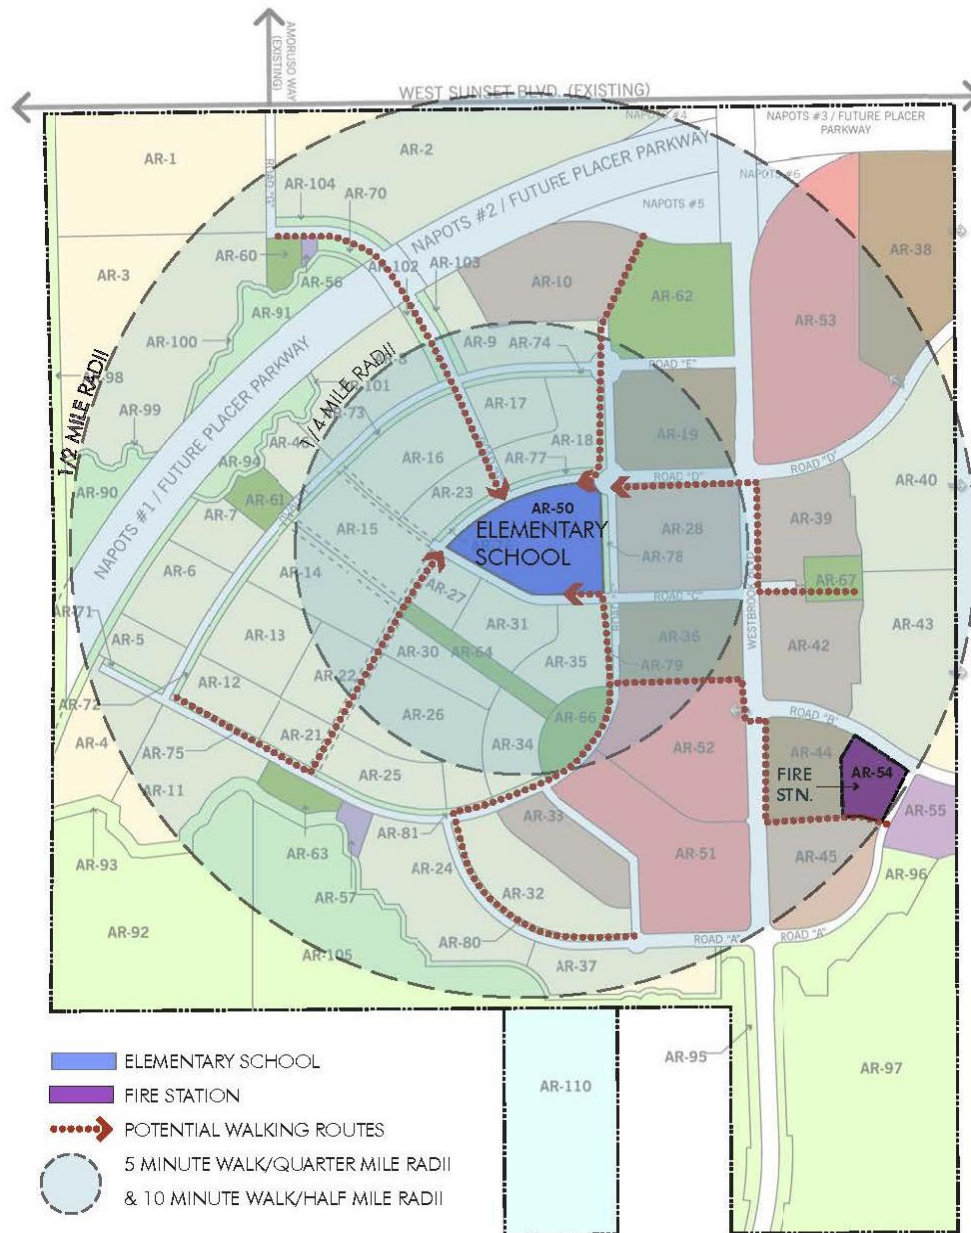 AMORUSO WAY
(EXISTING)
WEST SUNSET BLVD. (EXISTING)
NAPOTS #4
NAPOTS #3 / FUTURE PLACER
PARKWAY
AR-1
AR-2
ROAD "G"
AR-104
AR-70
NAPOTS #2 / FUTURE PLACER PARKWAY
NAPOTS #6
NAPOTS #5
AR-38
AR-3
AR-60
AR-56
AR-102
AR-103
AR-10
AR-62
AR-53
AR-91
AR-100
1/2 MILE RADII
AR-98
AR-99
1/4 MILE RADII
AR-101
AR-73
AR-9
AR-74
ROAD "E"
AR-17
AR-16
AR-18
AR-19
AR-77
AR-23
ROAD "D"
ROAD "D"
AR-94
AR-61
AR-90
AR-7
NAPOTS #1 / FUTURE PLACER PARKWAY
AR-15
AR-50
ELEMENTARY
SCHOOL
AR-28
AR-78
AR-39
AR-40
AR-6
AR-14
AR-27
AR-67
ROAD "C"
AR-71
AR-5
AR-13
AR-31
AR-36
WESTBROOK
AR-42
AR-43
AR-30
AR-64
AR-35
AR-79
AR-12
AR-22
AR-72
AR-26
AR-66
ROAD "B"
AR-4
AR-75
AR-21
AR-34
AR-52
AR-44
AR-54
FIRE
STN.
AR-11
AR-25
AR-33
AR-55
AR-81
AR-63
AR-24
AR-51
AR-45
AR-93
AR-96
AR-57
AR-32
AR-92
AR-80
ROAD "A"
ROAD "A"
AR-105
AR-37
AR-95
AR-97
AR-110
ELEMENTARY SCHOOL
FIRE STATION
POTENTIAL WALKING ROUTES
5 MINUTE WALK/QUARTER MILE RADII
& 10 MINUTE WALK/HALF MILE RADII